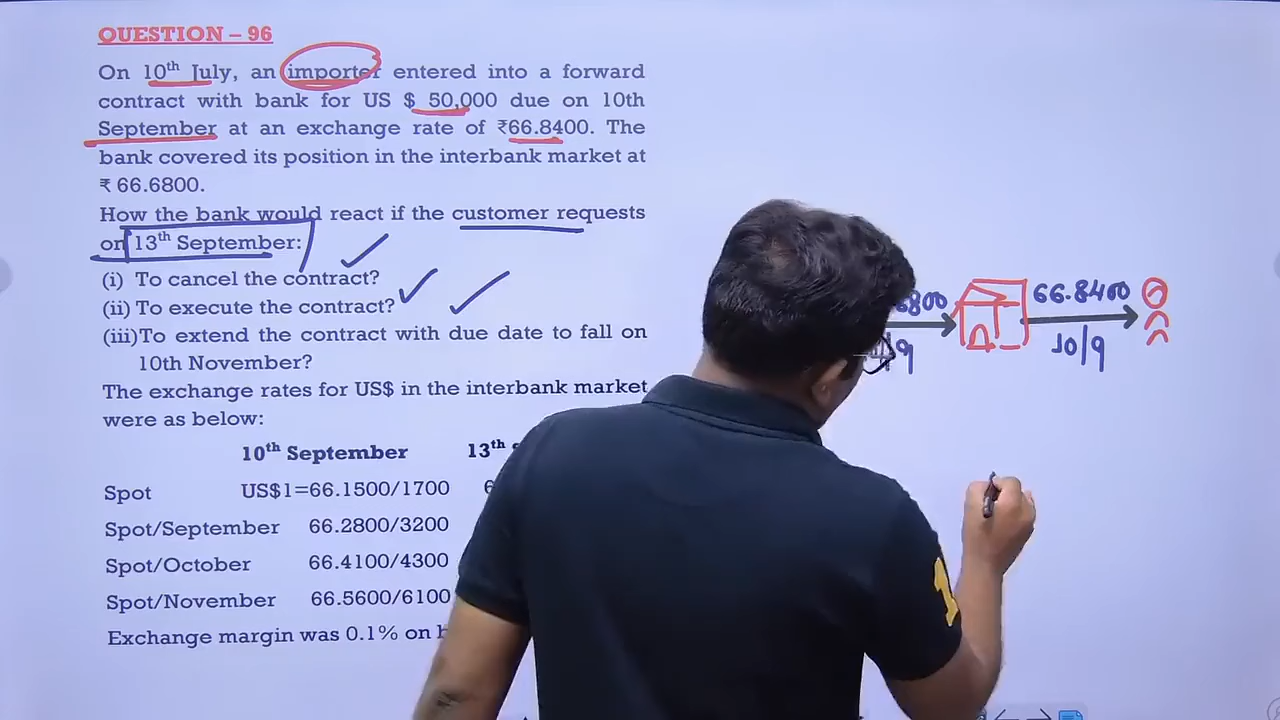 QUESTION – 96
On 10th July, an importer entered into a forward
contract with bank for US $ 50,000 due on 10th
September at an exchange rate of ₹66.8400. The
bank covered its position in the interbank market at
₹ 66.6800.
How the bank would react if the customer requests
on 13th September:
(i) To cancel the contract?
(ii) To execute the contract?
(iii)To extend the contract with due date to fall on
10th November?
The exchange rates for US$ in the interbank market
were as below:
10th September 13th
Spot US$1=66.1500/1700
Spot/September 66.2800/3200
Spot/October 66.4100/4300
Spot/November 66.5600/6100
Exchange margin was 0.1% on
6800 66.8400
9 10/9
1